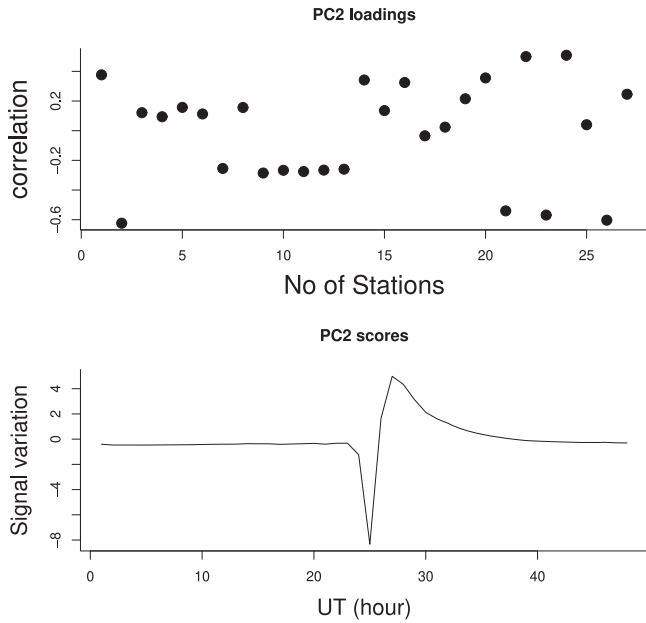 PC2 loadings
correlation
0.2
-0.2
-0.6
0 5 10 15 20 25
No of Stations
PC2 scores
Signal variation
4
2
0
-4
-8
0 10 20 30 40
UT (hour)